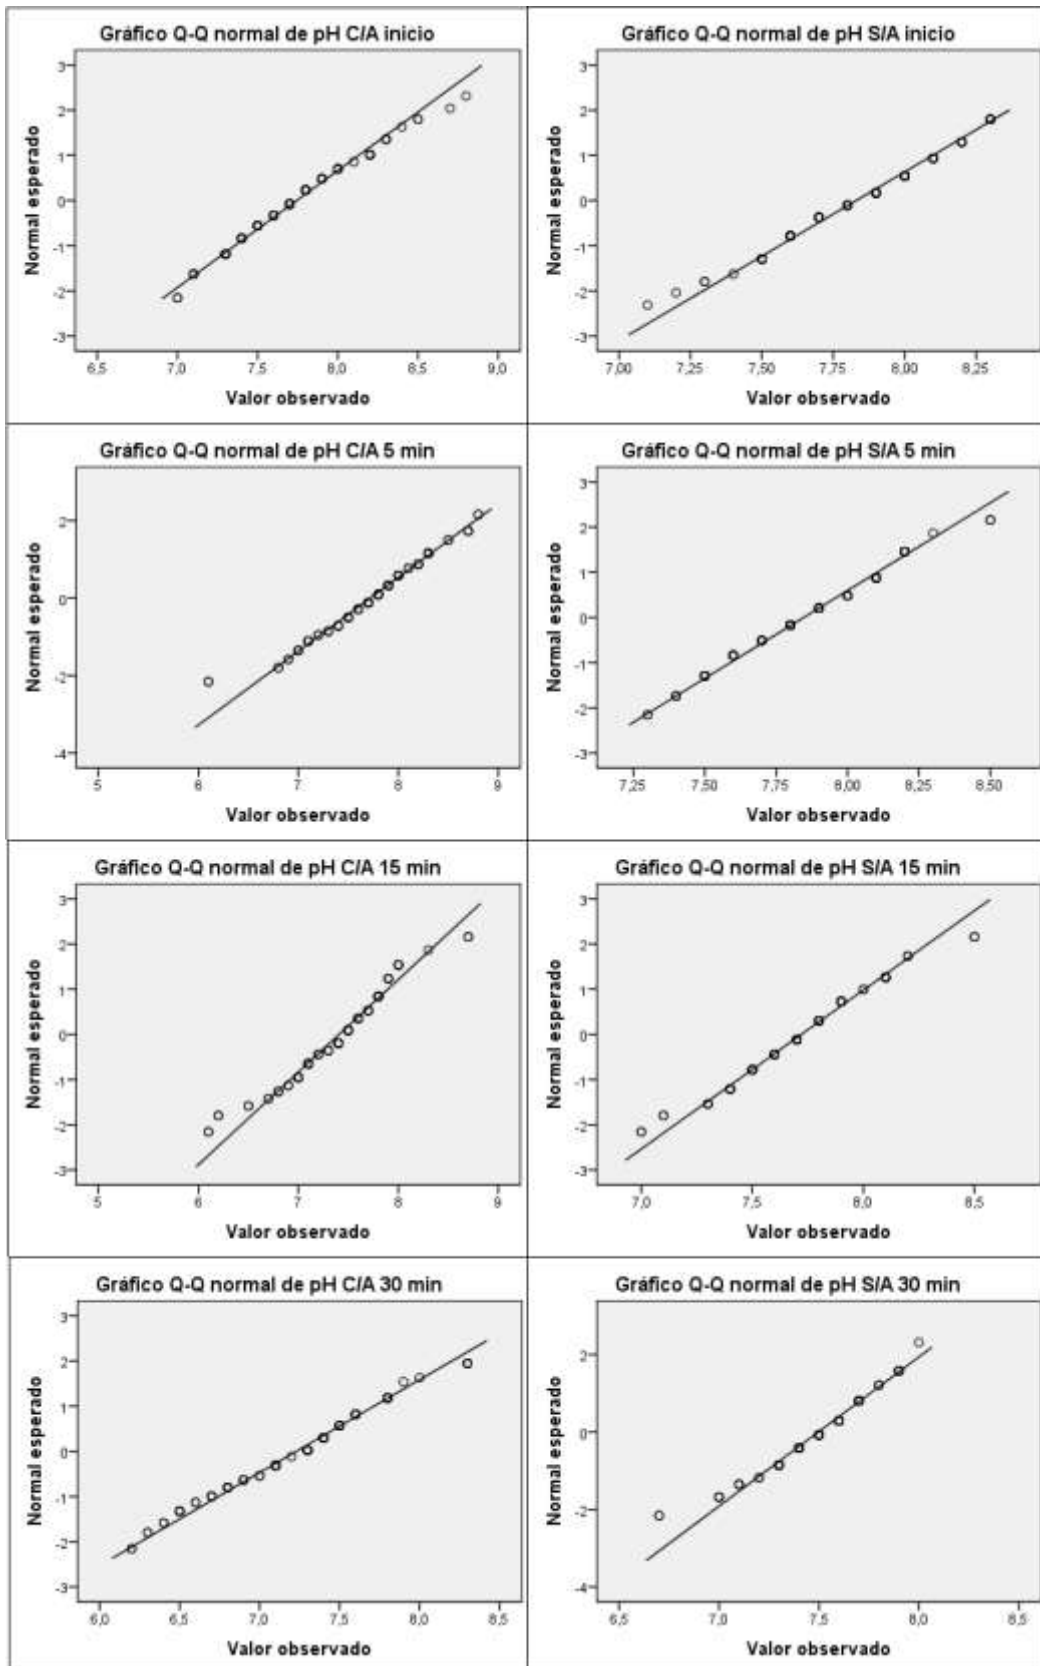 Gráfico Q-Q normal de pH C/A inicio
Normal esperado
3
2
1
0
-1
-2
-3
6,5 7,0 7,5 8,0 8,5 9,0
Valor observado
Gráfico Q-Q normal de pH S/A inicio
Normal esperado
3
2
1
0
-1
-2
-3
7,00 7,25 7,50 7,75 8,00 8,25
Valor observado
Gráfico Q-Q normal de pH C/A 5 min
Normal esperado
2
0
-2
-4
5 6 7 8 9
Valor observado
Gráfico Q-Q normal de pH S/A 5 min
Normal esperado
3
2
1
0
-1
-2
-3
7,25 7,50 7,75 8,00 8,25 8,50
Valor observado
Gráfico Q-Q normal de pH C/A 15 min
Normal esperado
3
2
1
0
-1
-2
-3
5 6 7 8 9
Valor observado
Gráfico Q-Q normal de pH S/A 15 min
Normal esperado
3
2
1
0
-1
-2
-3
7,0 7,5 8,0 8,5
Valor observado
Gráfico Q-Q normal de pH C/A 30 min
Normal esperado
3
2
1
0
-1
-2
-3
6,0 6,5 7,0 7,5 8,0 8,5
Valor observado
Gráfico Q-Q normal de pH S/A 30 min
Normal esperado
2
0
-2
-4
6,5 7,0 7,5 8,0 8,5
Valor observado